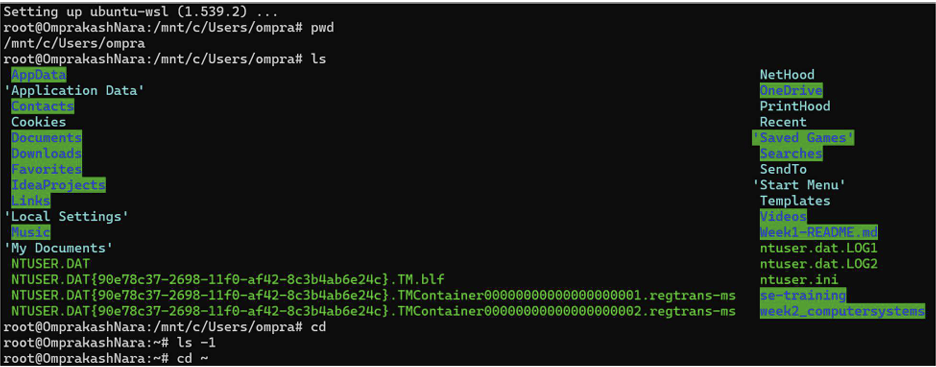 Setting up ubuntu-wsl (1.539.2) ...
root@OmprakashNara:/mnt/c/Users/ompra# pwd
/mnt/c/Users/ompra
root@OmprakashNara:/mnt/c/Users/ompra# ls
AppData NetHood
'Application Data' OneDrive
Contacts PrintHood
Cookies Recent
Documents 'Saved Games'
Downloads Searches
Favorites SendTo
IdeaProjects 'Start Menu'
Links Templates
'Local Settings' Videos
Music Week1-README.md
'My Documents' ntuser.dat.LOG1
NTUSER.DAT ntuser.dat.LOG2
NTUSER.DAT{90e78c37-2698-11f0-af42-8c3b4ab6e24c}.TM.blf ntuser.ini
NTUSER.DAT{90e78c37-2698-11f0-af42-8c3b4ab6e24c}.TMContainer00000000000000000001.regtrans-ms se-training
NTUSER.DAT{90e78c37-2698-11f0-af42-8c3b4ab6e24c}.TMContainer00000000000000000002.regtrans-ms week2_computersystems
root@OmprakashNara:/mnt/c/Users/ompra# cd
root@OmprakashNara:~# ls -1
root@OmprakashNara:~# cd ~